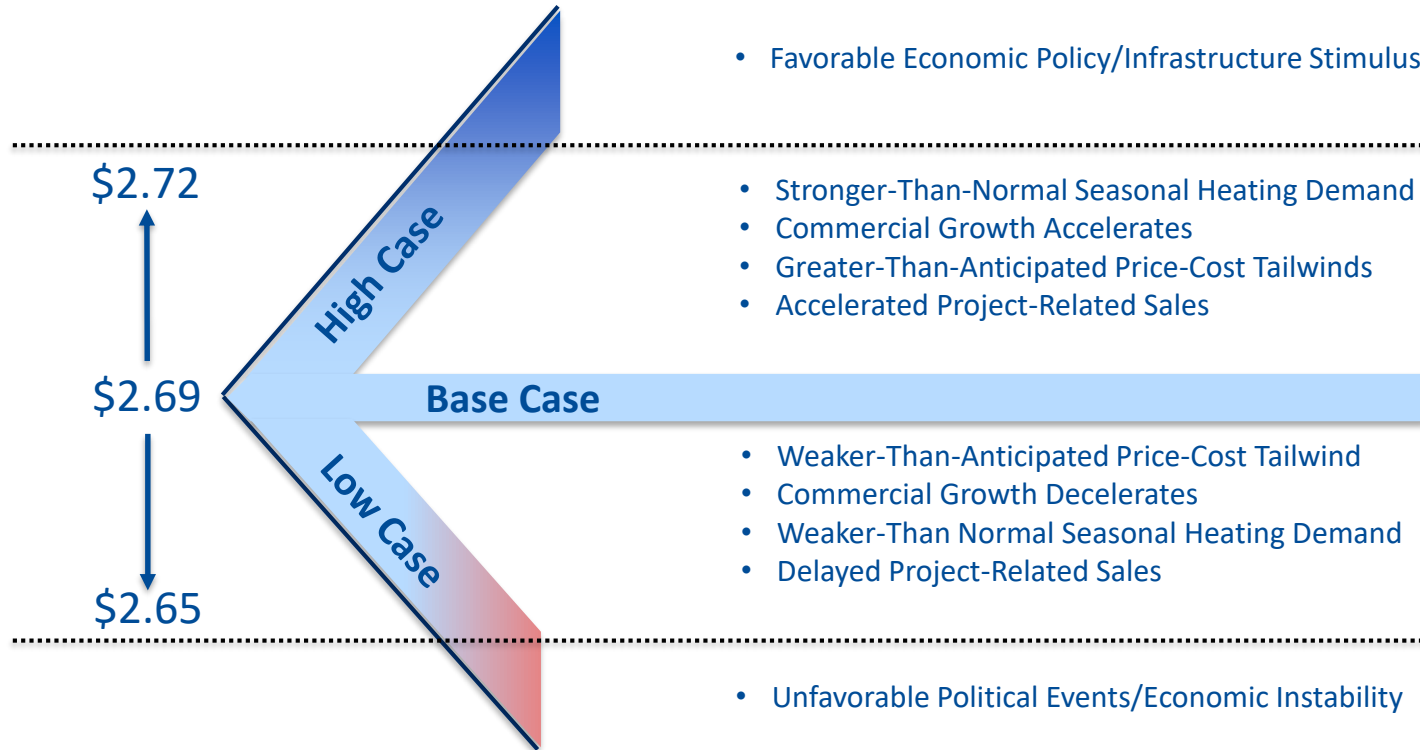 • Favorable Economic Policy/Infrastructure Stimulus
$2.72
• Stronger-Than-Normal Seasonal Heating Demand
• Commercial Growth Accelerates
• Greater-Than-Anticipated Price-Cost Tailwinds
• Accelerated Project-Related Sales
High Case
$2.69
Base Case
• Weaker-Than-Anticipated Price-Cost Tailwind
• Commercial Growth Decelerates
• Weaker-Than Normal Seasonal Heating Demand
• Delayed Project-Related Sales
Low Case
$2.65
• Unfavorable Political Events/Economic Instability